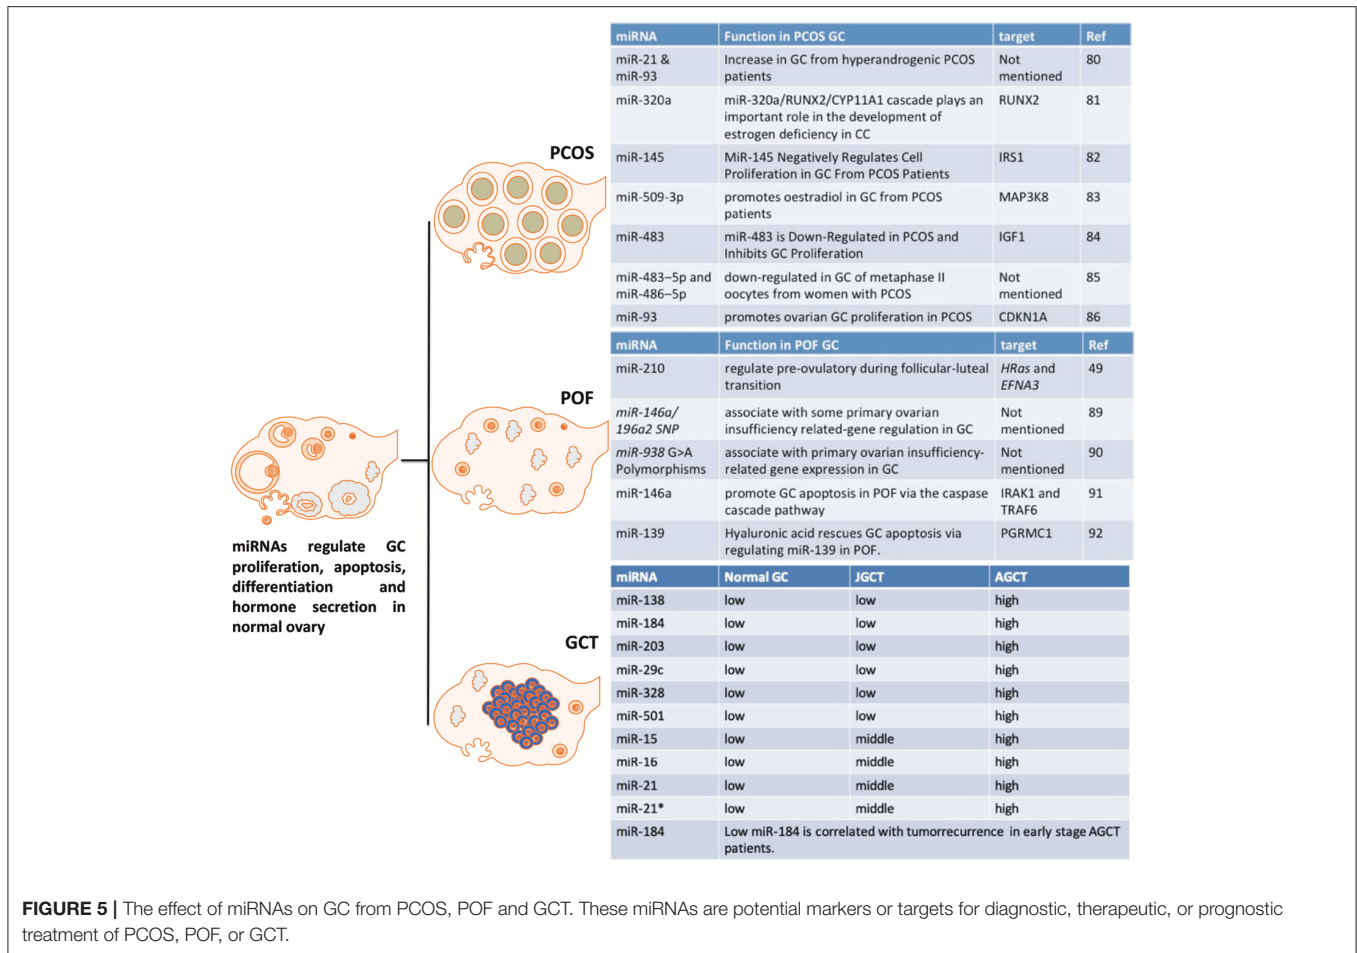 miRNA Function in PCOS GC target Ref
miR-21 & Increase in GC from hyperandrogenic PCOS Not 80
miR-93 patients mentioned
miR-320a miR-320a/RUNX2/CYP11A1 cascade plays an RUNX2 81
important role in the development of
estrogen deficiency in CC
PCOS
miR-145 MiR-145 Negatively Regulates Cell IRS1 82
Proliferation in GC From PCOS Patients
miR-509-3p promotes oestradiol in GC from PCOS MAP3K8 83
patients
miR-483 miR-483 is Down-Regulated in PCOS and IGF1 84
Inhibits GC Proliferation
miR-483–5p and down-regulated in GC of metaphase II Not 85
miR-486–5p oocytes from women with PCOS mentioned
miR-93 promotes ovarian GC proliferation in PCOS CDKN1A 86
miRNA Function in POF GC target Ref
miR-210 regulate pre-ovulatory during follicular-luteal HRas and 49
transition EFNA3
POF
miR-146a/ associate with some primary ovarian Not 89
196a2 SNP insufficiency related-gene regulation in GC mentioned
miR-938 G>A associate with primary ovarian insufficiency- Not 90
Polymorphisms related gene expression in GC mentioned
miR-146a promote GC apoptosis in POF via the caspase IRAK1 and 91
cascade pathway TRAF6
miR-139 Hyaluronic acid rescues GC apoptosis via PGRMC1 92
regulating miR-139 in POF.
miRNAs regulate GC
proliferation, apoptosis,
differentiation and
hormone secretion in
normal ovary
miRNA Normal GC JGCT AGCT
miR-138 low low high
miR-184 low low high
GCT
miR-203 low low high
miR-29c low low high
miR-328 low low high
miR-501 low low high
miR-15 low middle high
miR-16 low middle high
miR-21 low middle high
miR-21* low middle high
miR-184 Low miR-184 is correlated with tumorrecurrence in early stage AGCT
patients.
FIGURE 5 | The effect of miRNAs on GC from PCOS, POF and GCT. These miRNAs are potential markers or targets for diagnostic, therapeutic, or prognostic
treatment of PCOS, POF, or GCT.